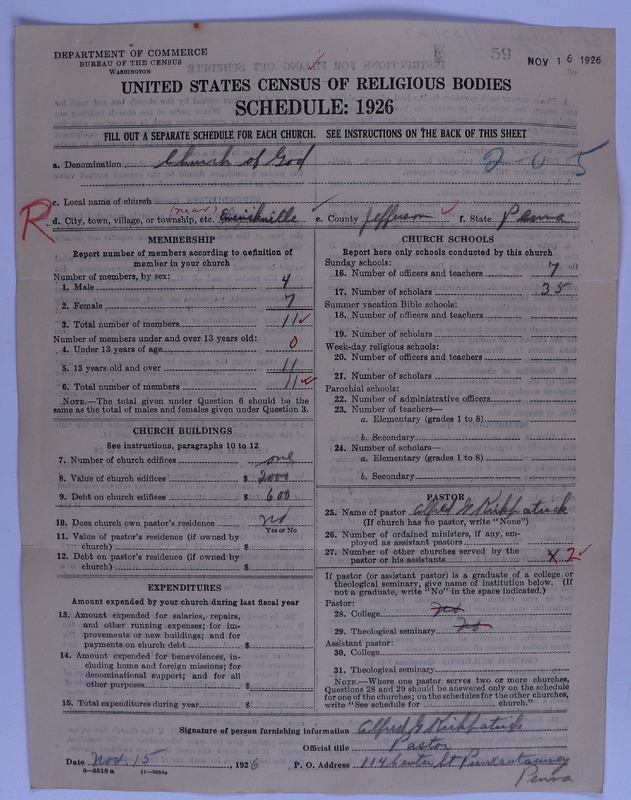 DEPARTMENT OF COMMERCE
BUREAU OF THE CENSUS
WASHINGTON
59
NOV 16 1926
UNITED STATES CENSUS OF RELIGIOUS BODIES
SCHEDULE: 1926
FILL OUT A SEPARATE SCHEDULE FOR EACH CHURCH. SEE INSTRUCTIONS ON THE BACK OF THIS SHEET
a. Denomination Church of God
2-0 5
c. Local name of church
R
(near)
d. City, town, village, or township, etc. e. County Jefferson f. State Penna
MEMBERSHIP
Report number of members according to definition of
member in your church
Number of members, by sex:
1. Male 4
2. Female 7
3. Total number of members 11
Number of members under and over 13 years old:
4. Under 13 years of age 0
5. 13 years old and over 11
6. Total number of members 11
NOTE.—The total given under Question 6 should be
same as the total of males and females given under Question 3.
CHURCH BUILDINGS
See instructions, paragraphs 10 to 12
7. Number of church edifices one
8. Value of church edifices $ 2000
9. Debt on church edifices $ 600
10. Does church own pastor's residence no
Yes or No
11. Value of pastor's residence (if owned by
church) $
12. Debt on pastor's residence (if owned by
church) $
EXPENDITURES
Amount expended by your church during last fiscal year
13. Amount expended for salaries, repairs,
and other running expenses; for im-
provements or new buildings; and for
payments on church debt $
14. Amount expended for benevolences, in-
cluding home and foreign missions; for
denominational support; and for all
other purposes $
15. Total expenditures during year $
CHURCH SCHOOLS
Report here only schools conducted by this church
Sunday schools:
16. Number of officers and teachers 7
17. Number of scholars 35
Summer vacation Bible schools:
18. Number of officers and teachers
19. Number of scholars
Week-day religious schools:
20. Number of officers and teachers
21. Number of scholars
Parochial schools:
22. Number of administrative officers
23. Number of teachers—
a. Elementary (grades 1 to 8)
b. Secondary
24. Number of scholars—
a. Elementary (grades 1 to 8)
b. Secondary
PASTOR
25. Name of pastor Alfred G Kirkpatrick
(If church has no pastor, write "None")
26. Number of ordained ministers, if any, em-
ployed as assistant pastors
27. Number of other churches served by the
pastor or his assistants x 2
If pastor (or assistant pastor) is a graduate of a college or
theological seminary, give name of institution below. (If
not a graduate, write "No" in the space indicated.)
Pastor:
28. College no
29. Theological seminary no
Assistant pastor:
30. College
31. Theological seminary
NOTE.—Where one pastor serves two or more churches,
Questions 28 and 29 should be answered only on the schedule
for one of the churches; on the schedules for the other churches,
write "See schedule for church."
Signature of person furnishing information Alfred G Kirkpatrick
Official title Pastor
Date Nov. 15, 1926 P. O. Address 114 Center St Punxsutawney
Penna
8—5518 a 11—9054a